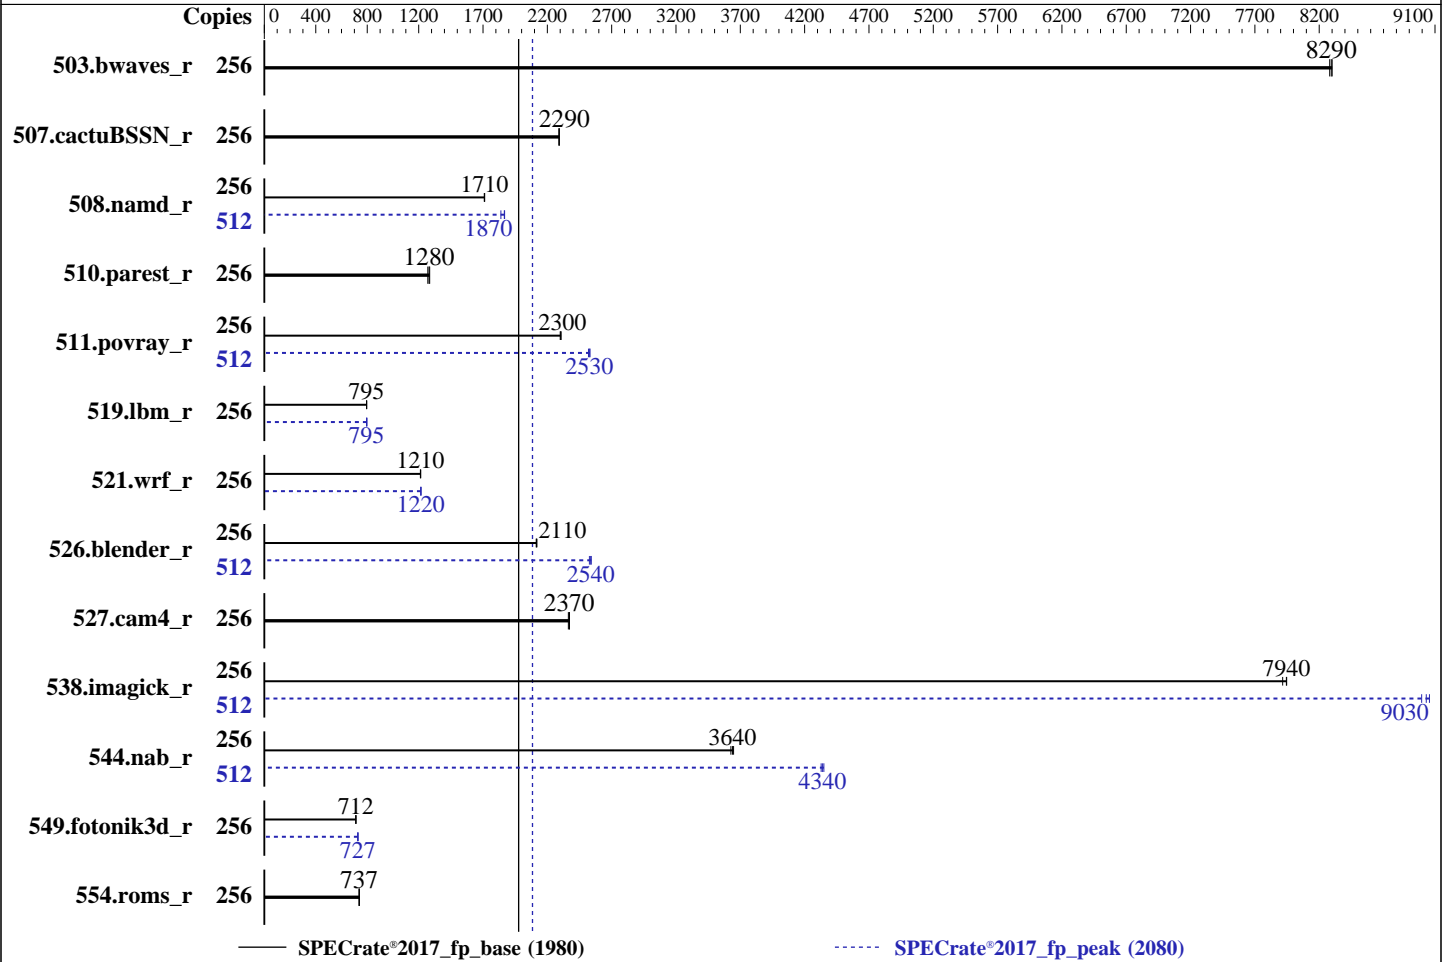 Copies 0 400 800 1200 1700 2200 2700 3200 3700 4200 4700 5200 5700 6200 6700 7200 7700 8200 9100
503.bwaves_r 256 8290
507.cactuBSSN_r 256 2290
508.namd_r 256 1710
512 1870
510.parest_r 256 1280
511.povray_r 256 2300
512 2530
519.lbm_r 256 795
795
521.wrf_r 256 1210
1220
526.blender_r 256 2110
512 2540
527.cam4_r 256 2370
538.imagick_r 256 7940
512 9030
544.nab_r 256 3640
512 4340
549.fotonik3d_r 256 712
727
554.roms_r 256 737
SPECrate®2017_fp_base (1980) SPECrate®2017_fp_peak (2080)